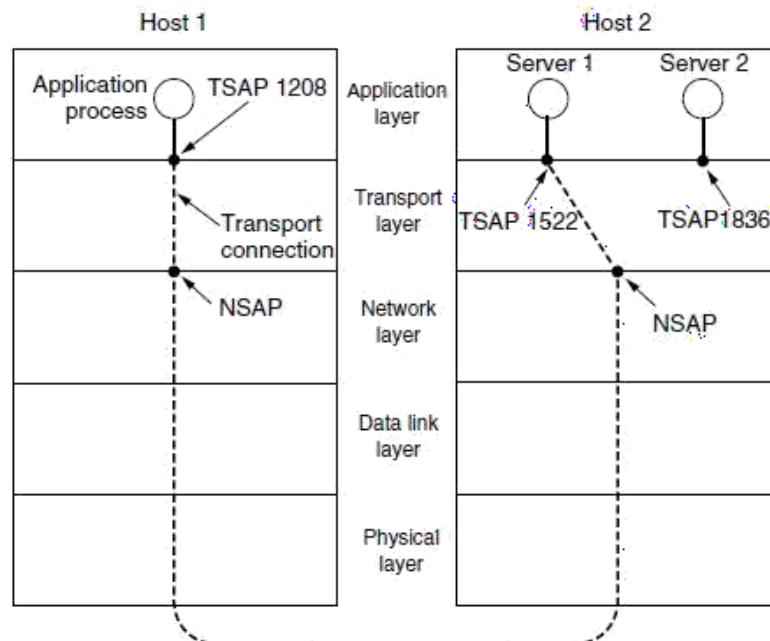 Host 1
Host 2
Application
process
TSAP 1208
Application
layer
Server 1
Server 2
Transport
connection
Transport
layer
TSAP 1522
TSAP1836
NSAP
Network
layer
NSAP
Data link
layer
Physical
layer